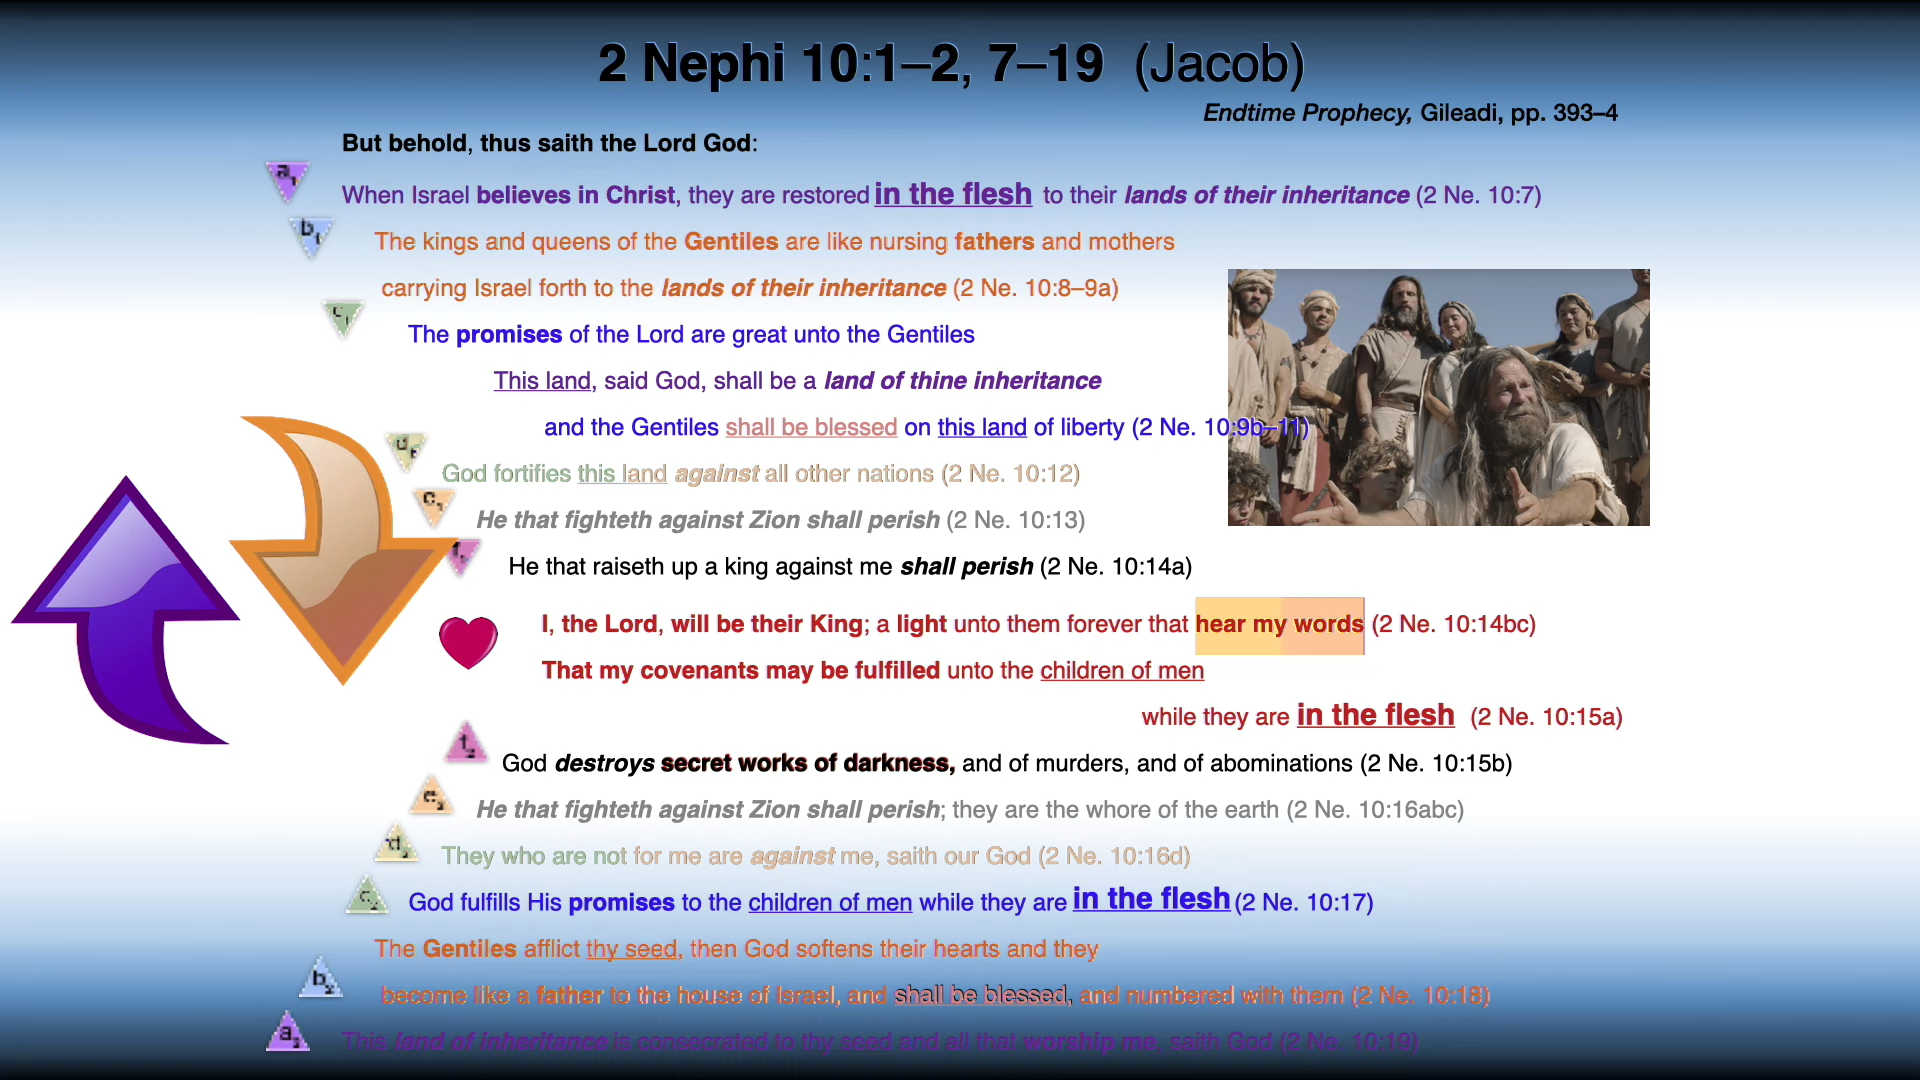 2 Nephi 10:1–2, 7–19 (Jacob)
Endtime Prophecy, Gileadi, pp. 393–4
But behold, thus saith the Lord God:
a1
When Israel believes in Christ, they are restored in the flesh to their lands of their inheritance (2 Ne. 10:7)
b1
The kings and queens of the Gentiles are like nursing fathers and mothers
carrying Israel forth to the lands of their inheritance (2 Ne. 10:8–9a)
c1
The promises of the Lord are great unto the Gentiles
This land, said God, shall be a land of thine inheritance
and the Gentiles shall be blessed on this land of liberty (2 Ne. 10:9b–11)
God fortifies this land against all other nations (2 Ne. 10:12)
He that fighteth against Zion shall perish (2 Ne. 10:13)
He that raiseth up a king against me shall perish (2 Ne. 10:14a)
I, the Lord, will be their King; a light unto them forever that hear my words (2 Ne. 10:14bc)
That my covenants may be fulfilled unto the children of men
while they are in the flesh (2 Ne. 10:15a)
f2
God destroys secret works of darkness, and of murders, and of abominations (2 Ne. 10:15b)
e2
He that fighteth against Zion shall perish; they are the whore of the earth (2 Ne. 10:16abc)
d2
They who are not for me are against me, saith our God (2 Ne. 10:16d)
c2
God fulfills His promises to the children of men while they are in the flesh (2 Ne. 10:17)
The Gentiles afflict thy seed, then God softens their hearts and they
b2
become like a father to the house of Israel, and shall be blessed, and numbered with them (2 Ne. 10:18)
a2
This land of inheritance is consecrated to thy seed and all that worship me, saith God (2 Ne. 10:19)